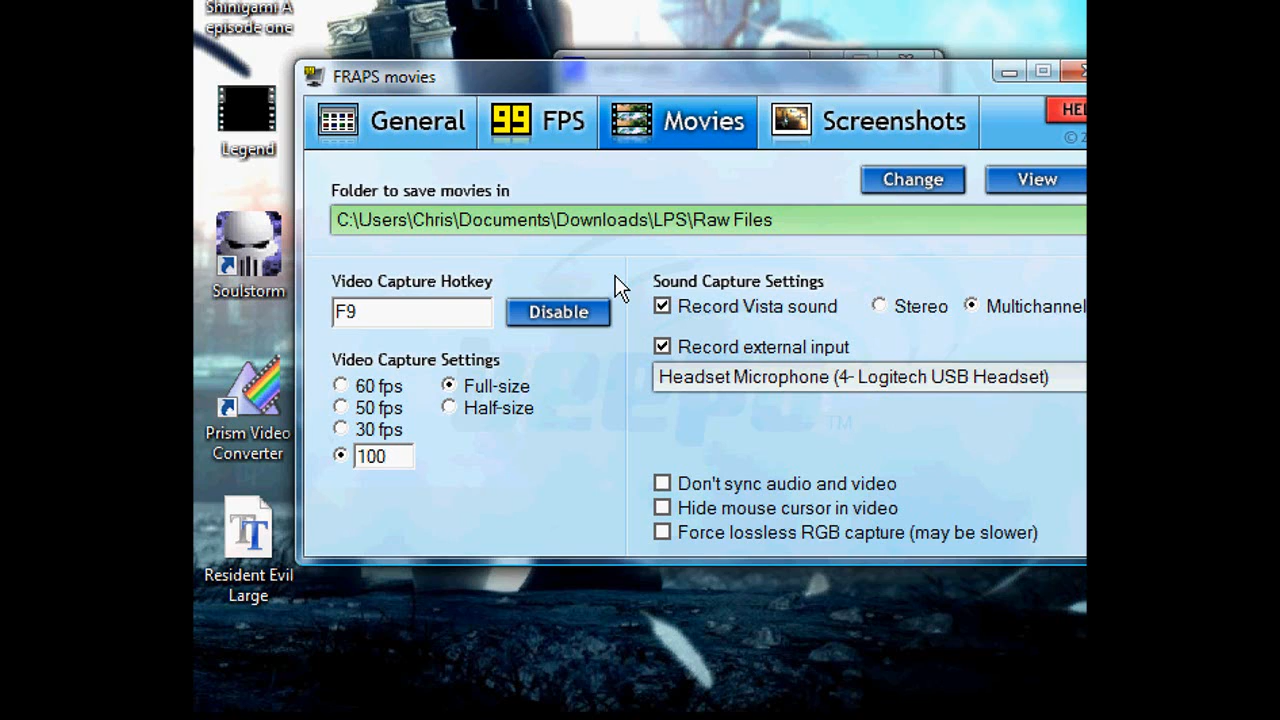 Shinigami A
episode one
Legend
Soulstorm
Prism Video
Converter
Resident Evil
Large
FRAPS movies
General
99 FPS
Movies
Screenshots
© 2
Folder to save movies in
Change
View
C:\Users\Chris\Documents\Downloads\LPS\Raw Files
Video Capture Hotkey
F9
Disable
Video Capture Settings
60 fps
Full-size
50 fps
Half-size
30 fps
100
Sound Capture Settings
Record Vista sound
Stereo
Multichannel
Record external input
Headset Microphone (4- Logitech USB Headset)
beepa
TM
Don't sync audio and video
Hide mouse cursor in video
Force lossless RGB capture (may be slower)